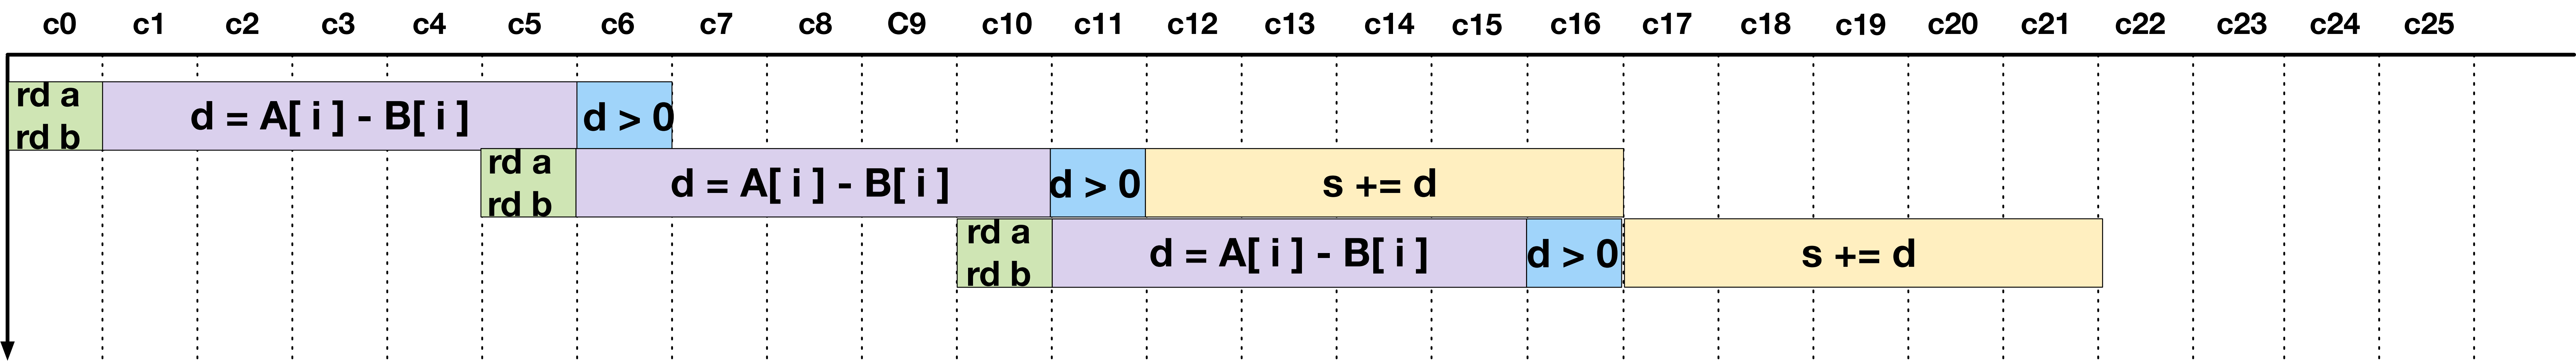 c0 c1 c2 c3 c4 c5 c6 c7 c8 C9 c10 c11 c12 c13 c14 c15 c16 c17 c18 c19 c20 c21 c22 c23 c24 c25
rd a
rd b
d = A[ i ] - B[ i ]
d > 0
rd a
rd b
d = A[ i ] - B[ i ]
d > 0
s += d
rd a
rd b
d = A[ i ] - B[ i ]
d > 0
s += d